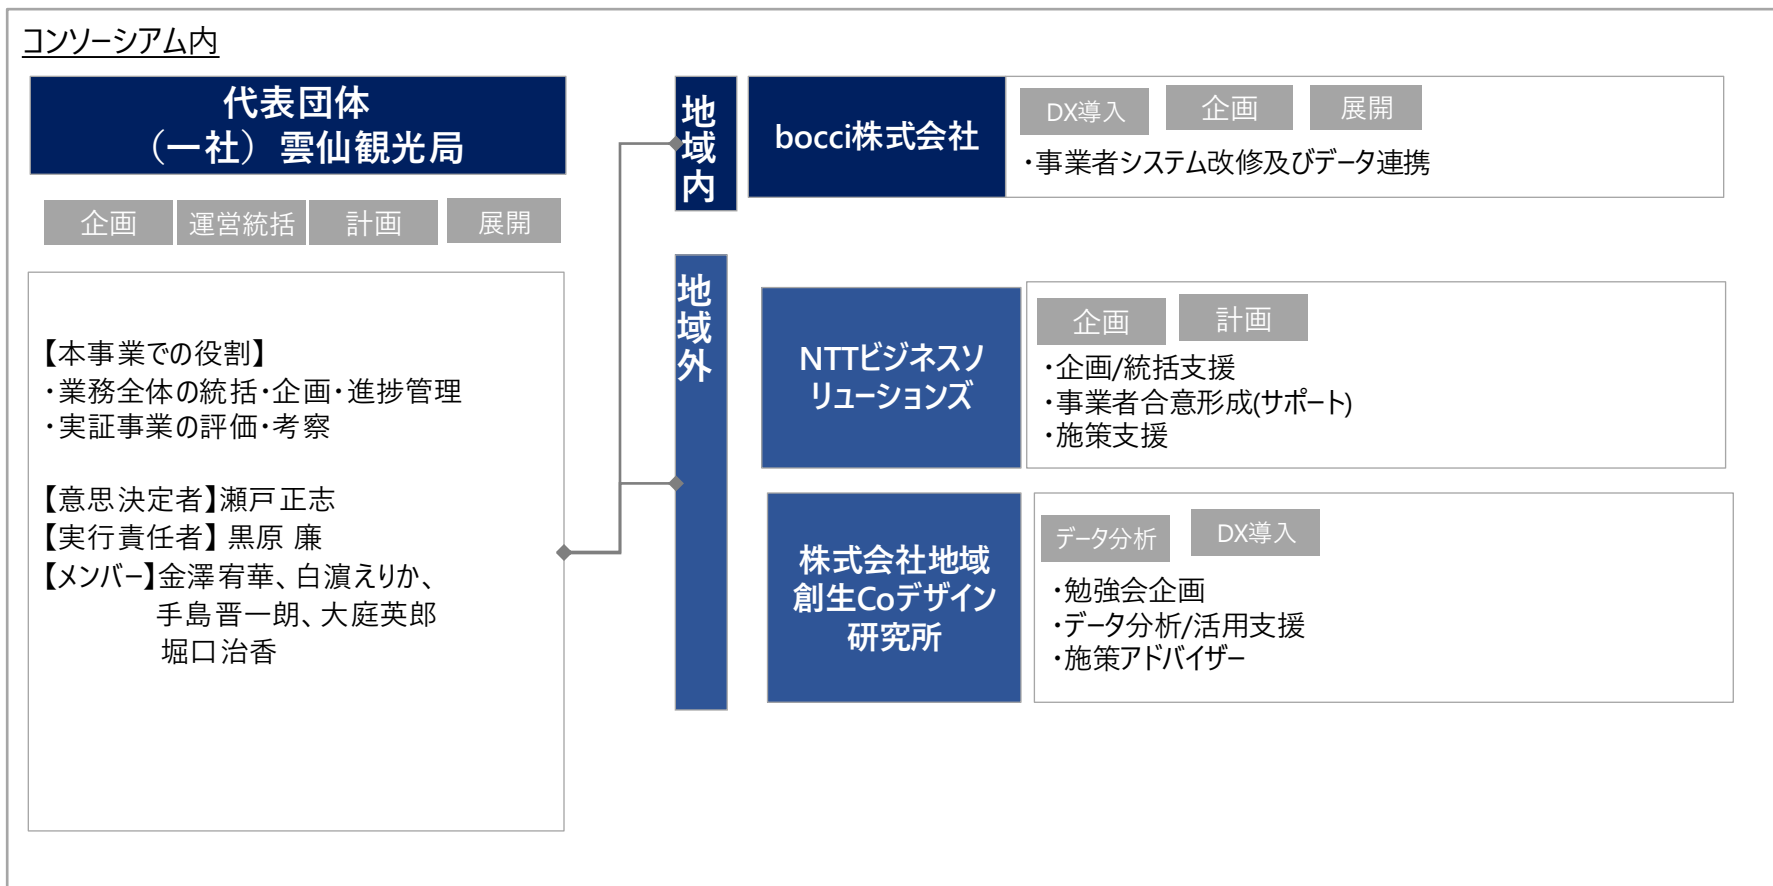 コンソーシアム内
代表団体
（一社）雲仙観光局
企画
運営統括
計画
展開
【本事業での役割】
・業務全体の統括・企画・進捗管理
・実証事業の評価・考察
【意思決定者】瀬戸正志
【実行責任者】黒原 廉
【メンバー】金澤宥華、白濵えりか、
手島晋一朗、大庭英郎
堀口治香
地域内
bocci株式会社
DX導入
企画
展開
・事業者システム改修及びデータ連携
地域外
NTTビジネスソ
リューションズ
企画
計画
・企画/統括支援
・事業者合意形成(サポート)
・施策支援
株式会社地域
創生Coデザイン
研究所
データ分析
DX導入
・勉強会企画
・データ分析/活用支援
・施策アドバイザー